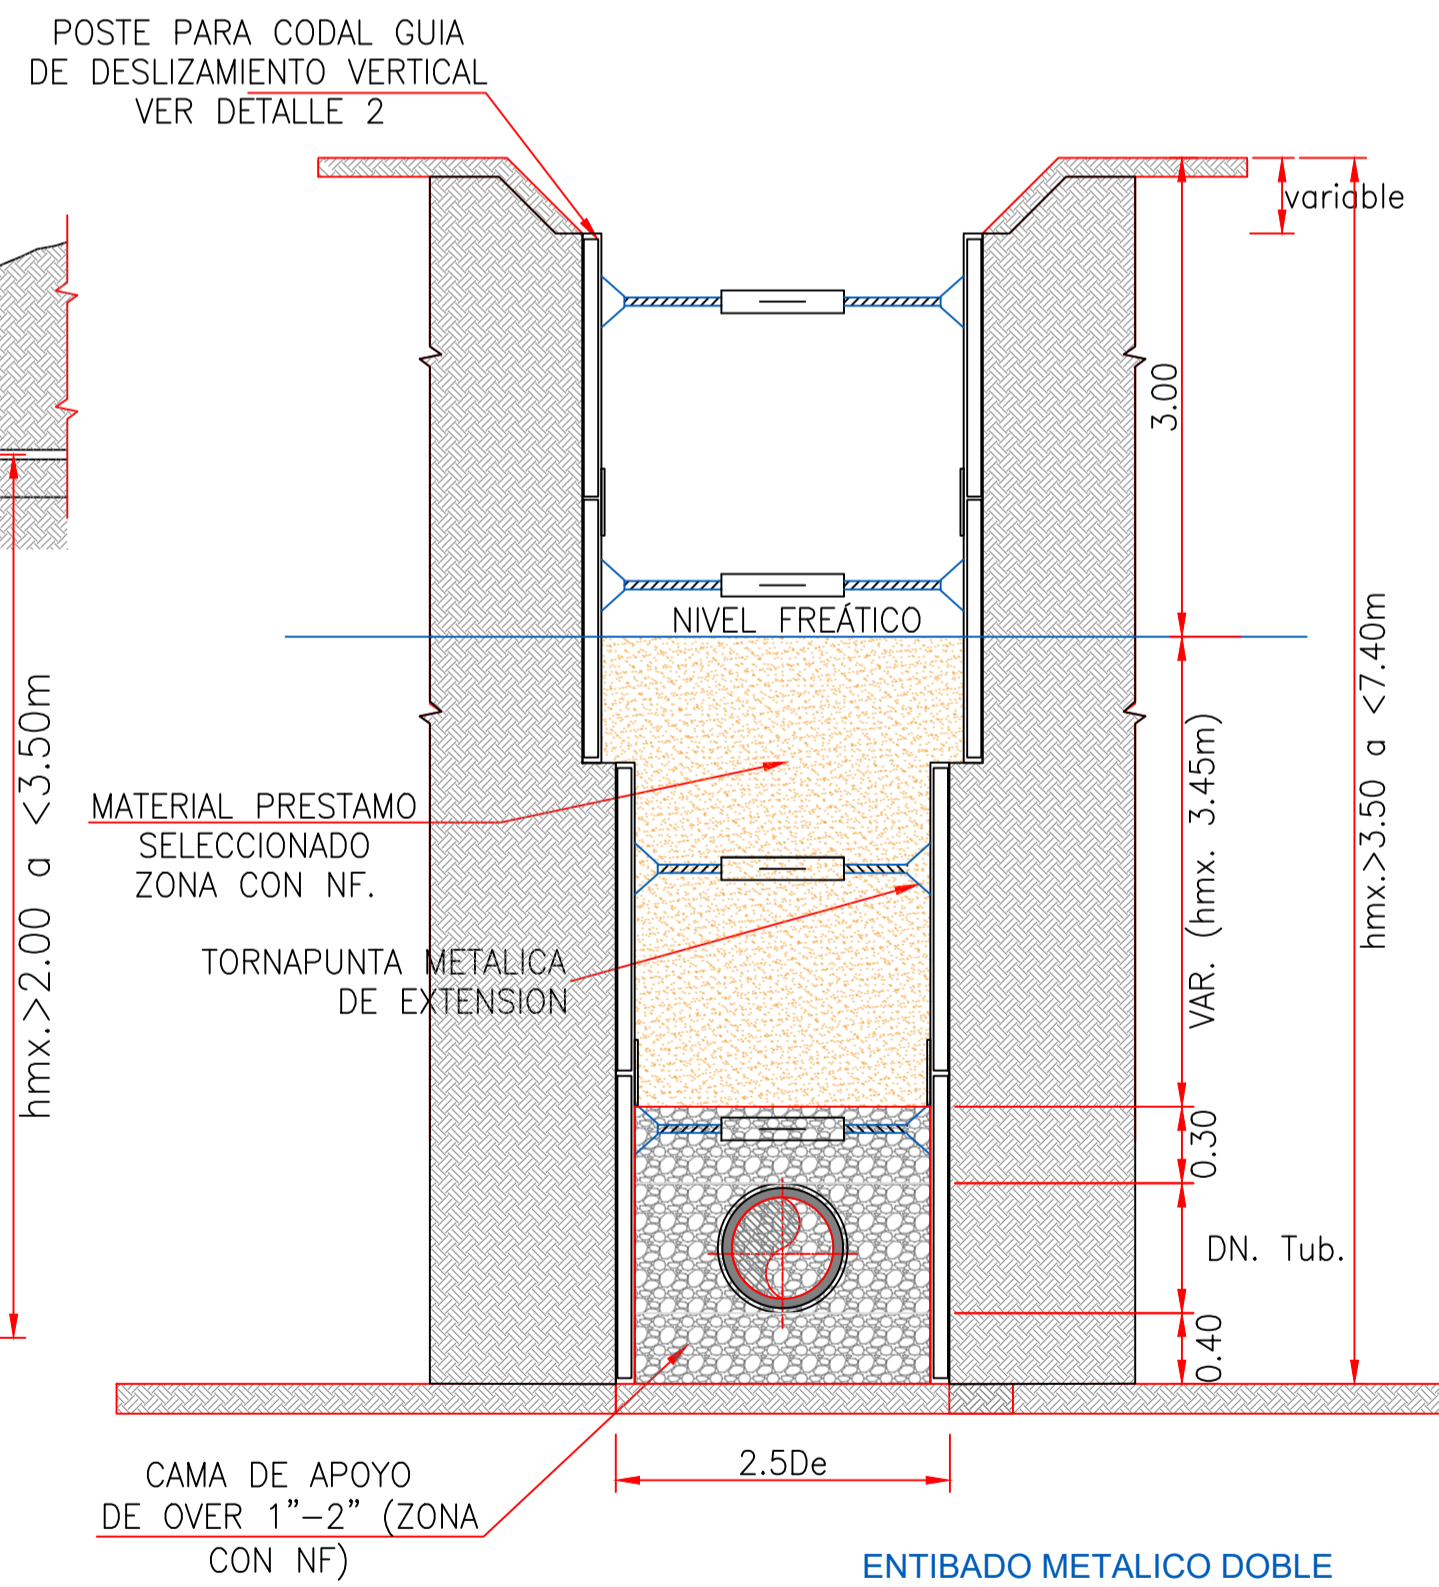 POSTE PARA CODAL GUIA
DE DESLIZAMIENTO VERTICAL
VER DETALLE 2
variable
3.00
NIVEL FREÁTICO
hmx.>2.00 a <3.50m
hmx.>3.50 a <7.40m
VAR. (hmx. 3.45m)
MATERIAL PRESTAMO
SELECCIONADO
ZONA CON NF.
TORNAPUNTA METALICA
DE EXTENSION
0.30
DN. Tub.
0.40
2.5De
CAMA DE APOYO
DE OVER 1”-2” (ZONA
CON NF)
ENTIBADO METALICO DOBLE